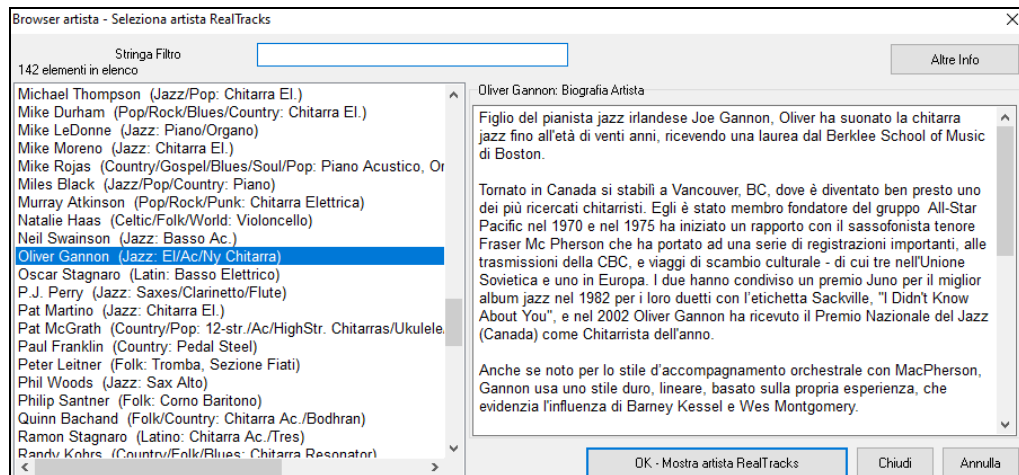 Browser artista - Seleziona artista RealTracks
Stringa Filtro
142 elementi in elenco
Altre Info
Michael Thompson (Jazz/Pop: Chitarra El.)
Mike Durham (Pop/Rock/Blues/Country: Chitarra El.)
Mike LeDonne (Jazz: Piano/Organo)
Mike Moreno (Jazz: Chitarra El.)
Mike Rojas (Country/Gospel/Blues/Soul/Pop: Piano Acustico, Or
Miles Black (Jazz/Pop/Country: Piano)
Murray Atkinson (Pop/Rock/Punk: Chitarra Elettrica)
Natalie Haas (Celtic/Folk/World: Violoncello)
Neil Swainson (Jazz: Basso Ac.)
Oliver Gannon (Jazz: El/Ac/Ny Chitarra)
Oscar Stagnaro (Latin: Basso Elettrico)
P.J. Perry (Jazz: Saxes/Clarinetto/Flute)
Pat Martino (Jazz: Chitarra El.)
Pat McGrath (Country/Pop: 12-str./Ac/HighStr. Chitarras/Ukulele
Paul Franklin (Country: Pedal Steel)
Peter Leitner (Folk: Tromba, Sezione Fiati)
Phil Woods (Jazz: Sax Alto)
Philip Santner (Folk: Corno Baritono)
Quinn Bachand (Folk/Country: Chitarra Ac./Bodhran)
Ramon Stagnaro (Latino: Chitarra Ac./Tres)
Randy Kohrs (Country/Folk/Blues: Chitarra Resonator)
Oliver Gannon: Biografia Artista
Figlio del pianista jazz irlandese Joe Gannon, Oliver ha suonato la chitarra
jazz fino all'età di venti anni, ricevendo una laurea dal Berklee School of Music
di Boston.
Tornato in Canada si stabilì a Vancouver, BC, dove è diventato ben presto uno
dei più ricercati chitarristi. Egli è stato membro fondatore del gruppo All-Star
Pacific nel 1970 e nel 1975 ha iniziato un rapporto con il sassofonista tenore
Fraser Mc Pherson che ha portato ad una serie di registrazioni importanti, alle
trasmissioni della CBC, e viaggi di scambio culturale - di cui tre nell'Unione
Sovietica e uno in Europa. I due hanno condiviso un premio Juno per il miglior
album jazz nel 1982 per i loro duetti con l'etichetta Sackville, "I Didn't Know
About You", e nel 2002 Oliver Gannon ha ricevuto il Premio Nazionale del Jazz
(Canada) come Chitarrista dell'anno.
Anche se noto per lo stile d'accompagnamento orchestrale con MacPherson,
Gannon usa uno stile duro, lineare, basato sulla propria esperienza, che
evidenzia l'influenza di Barney Kessel e Wes Montgomery.
OK - Mostra artista RealTracks
Chiudi
Annulla